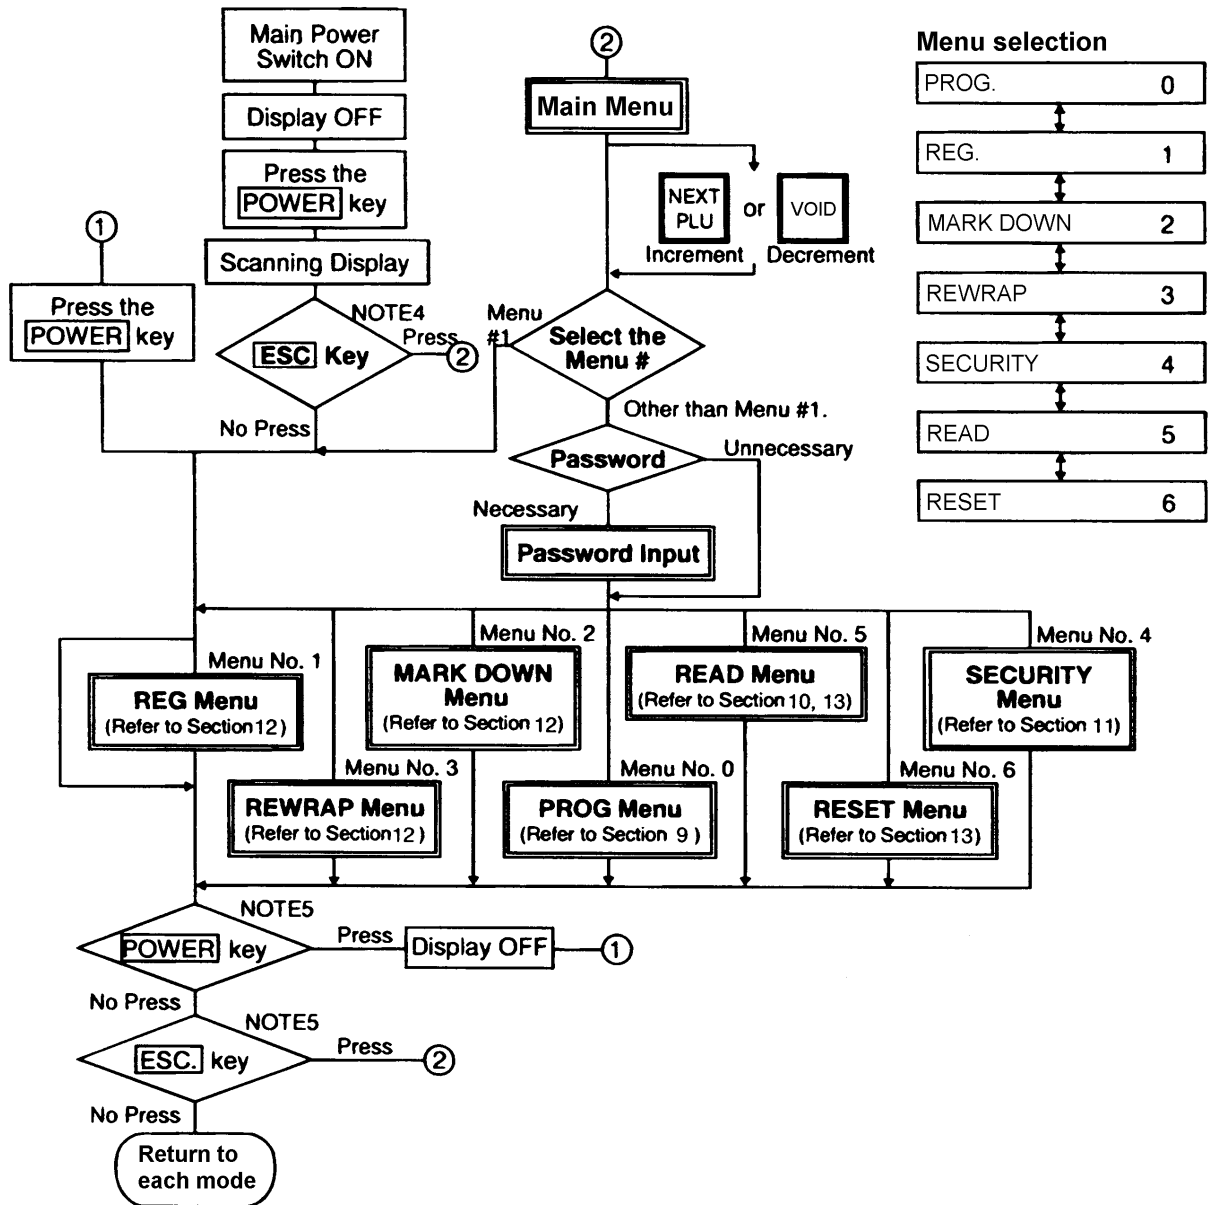 Main Power
Switch ON
Display OFF
Press the
POWER key
Scanning Display
NOTE4
ESC Key
Press
2
No Press
1
Press the
POWER key
2
Main Menu
NEXT
PLU
or
VOID
Increment
Decrement
Menu
#1
Select the
Menu #
Other than Menu #1.
Password
Unnecessary
Necessary
Password Input
Menu selection
PROG. 0
REG. 1
MARK DOWN 2
REWRAP 3
SECURITY 4
READ 5
RESET 6
Menu No. 1
REG Menu
(Refer to Section 12)
Menu No. 2
MARK DOWN
Menu
(Refer to Section 12)
Menu No. 5
READ Menu
(Refer to Section 10, 13)
Menu No. 4
SECURITY
Menu
(Refer to Section 11)
Menu No. 3
REWRAP Menu
(Refer to Section 12 )
Menu No. 0
PROG Menu
(Refer to Section 9 )
Menu No. 6
RESET Menu
(Refer to Section 13)
NOTE5
POWER key
Press
Display OFF
1
No Press
NOTE5
ESC. key
Press
2
No Press
Return to
each mode